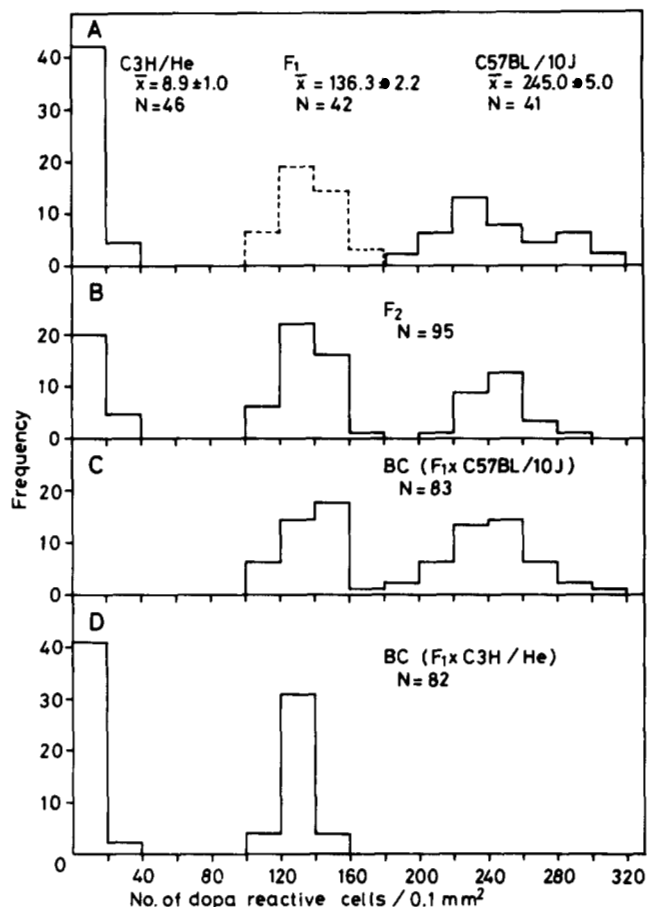 A
C3H/He
x̄ = 8.9 ± 1.0
N = 46
F1
x̄ = 136.3 ± 2.2
N = 42
C57BL/10J
x̄ = 245.0 ± 5.0
N = 41
40
30
20
10
0
B
F2
N = 95
20
10
0
C
BC (F1 x C57BL/10J)
N = 83
20
10
0
D
BC (F1 x C3H/He)
N = 82
40
30
20
10
0
Frequency
40 80 120 160 200 240 280 320
No. of dopa reactive cells / 0.1 mm²